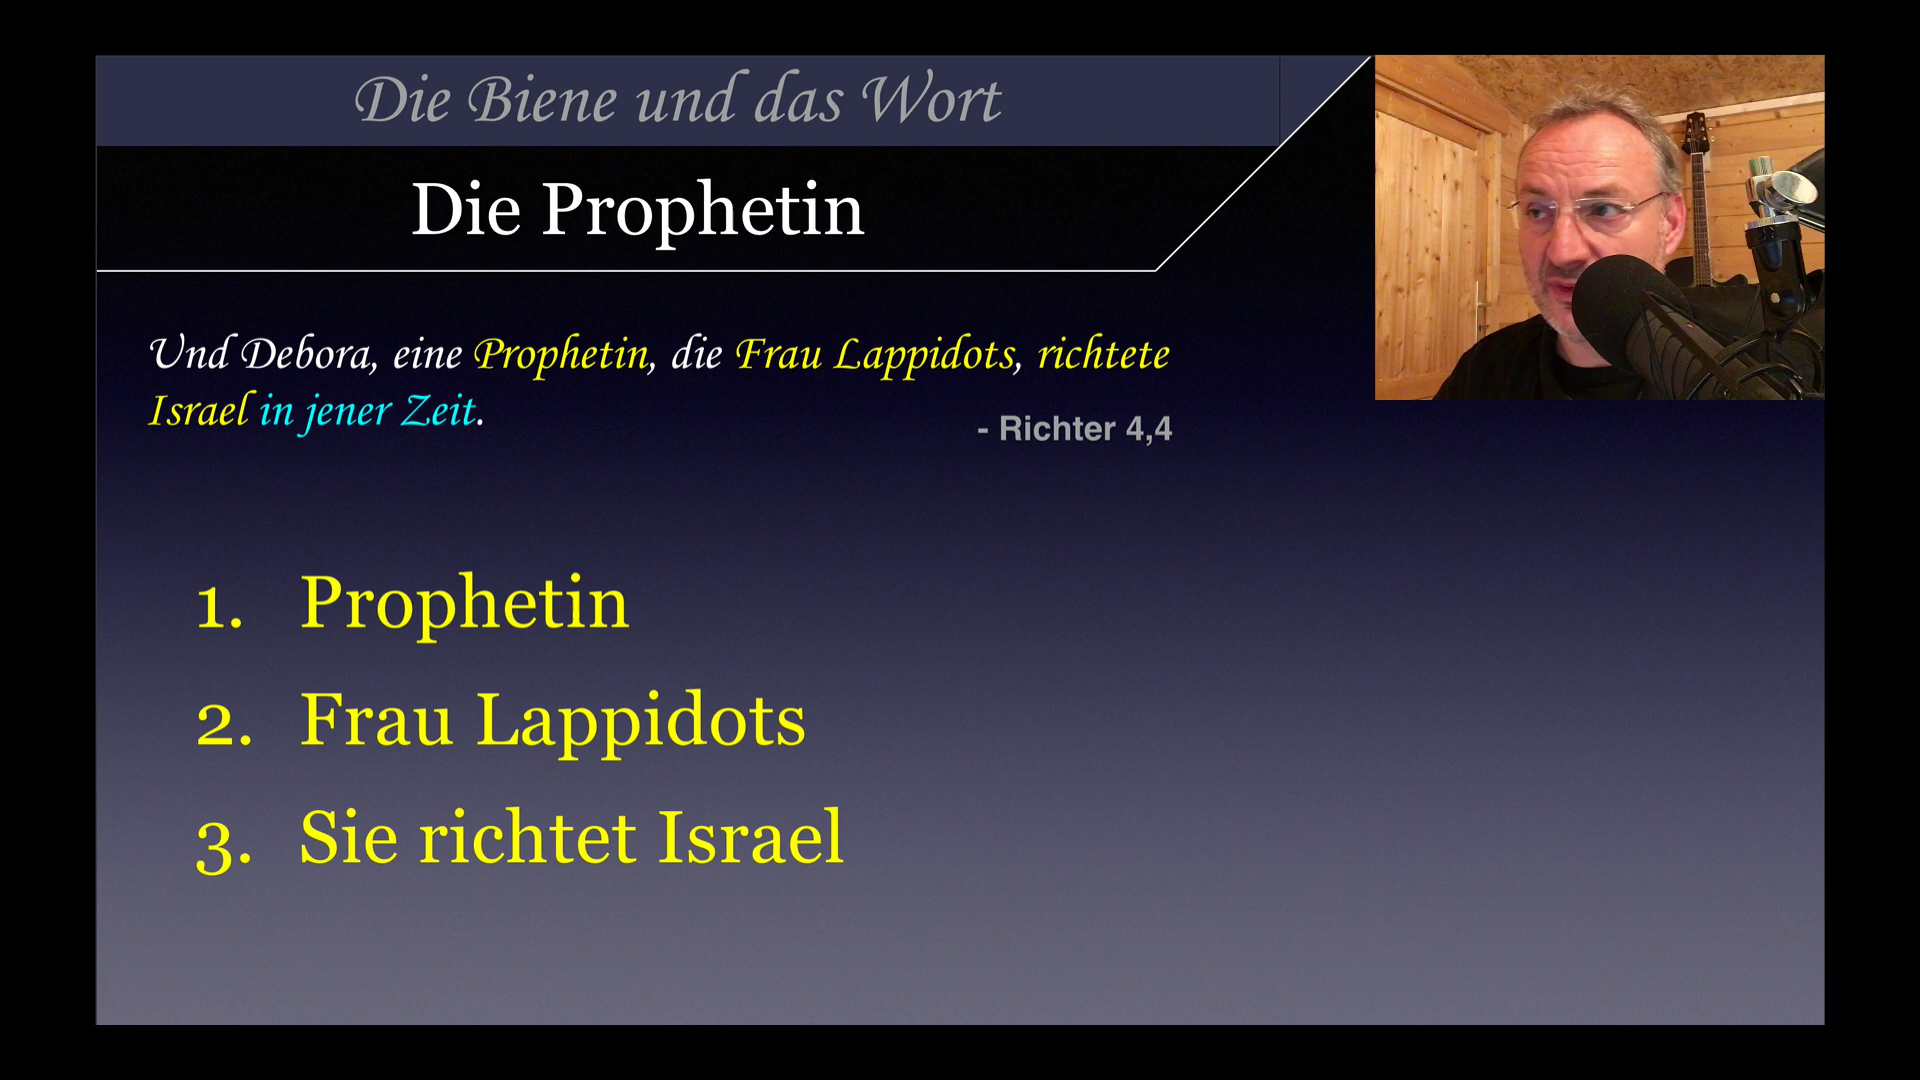 Die Biene und das Wort
Die Prophetin
Und Debora, eine Prophetin, die Frau Lappidots, richtete
Israel in jener Zeit.
- Richter 4,4
1. Prophetin
2. Frau Lappidots
3. Sie richtet Israel